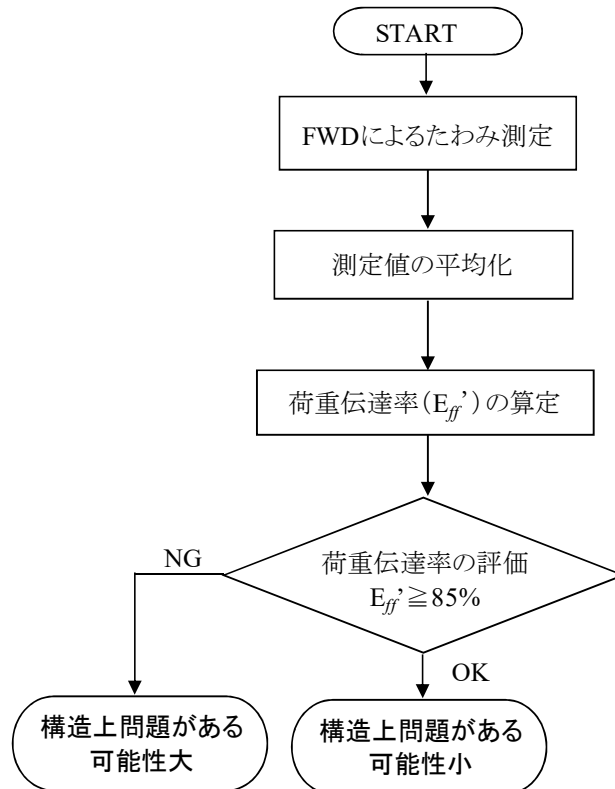 START
FWDによるたわみ測定
測定値の平均化
荷重伝達率(Eff’)の算定
荷重伝達率の評価
Eff’≧85%
NG
OK
構造上問題がある
可能性大
構造上問題がある
可能性小